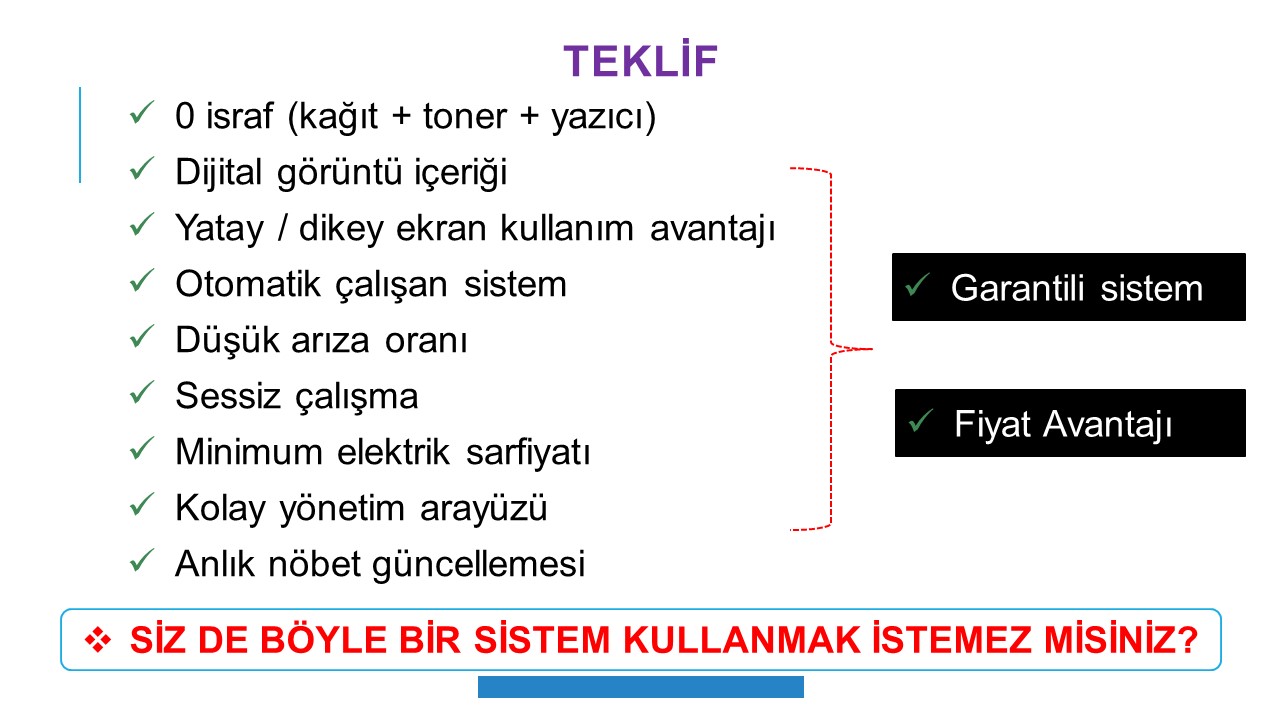 TEKLİF
✓ 0 israf (kağıt + toner + yazıcı)
✓ Dijital görüntü içeriği
✓ Yatay / dikey ekran kullanım avantajı
✓ Otomatik çalışan sistem
✓ Düşük arıza oranı
✓ Sessiz çalışma
✓ Minimum elektrik sarfiyatı
✓ Kolay yönetim arayüzü
✓ Anlık nöbet güncellemesi
✓ Garantili sistem
✓ Fiyat Avantajı
❖ SİZ DE BÖYLE BİR SİSTEM KULLANMAK İSTEMEZ MİSİNİZ?